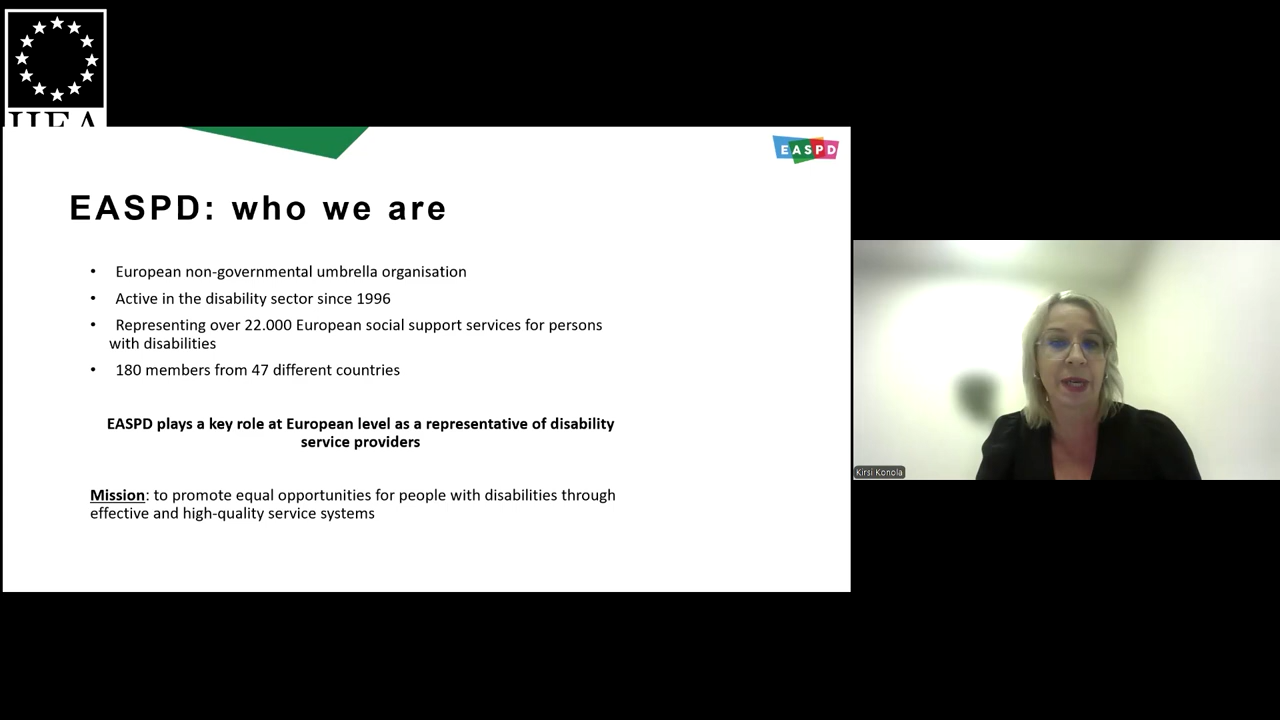 EASPD
EASPD: who we are
• European non-governmental umbrella organisation
• Active in the disability sector since 1996
• Representing over 22.000 European social support services for persons
with disabilities
• 180 members from 47 different countries
EASPD plays a key role at European level as a representative of disability
service providers
Mission: to promote equal opportunities for people with disabilities through
effective and high-quality service systems
Kirsi Konola